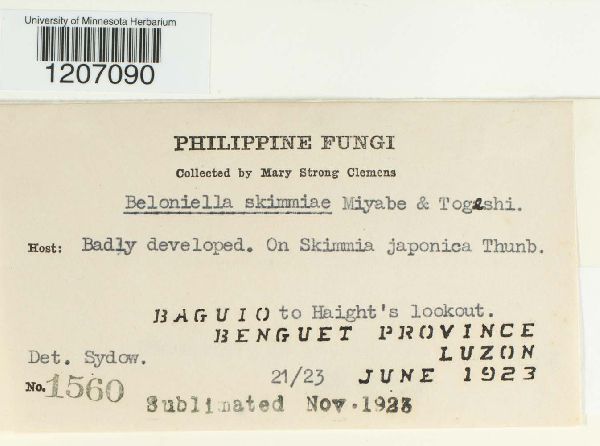 University of Minnesota Herbarium
1207090
PHILIPPINE FUNGI
Collected by Mary Strong Clemens
Beloniella skimmiae Miyabe & Togashi.
Host: Badly developed. On Skimmia japonica Thunb.
BAGUIO to Haight's lookout.
BENGUET PROVINCE
Det. Sydow. LUZON
No. 1560 21/23 JUNE 1923
Sublimated Nov. 1923